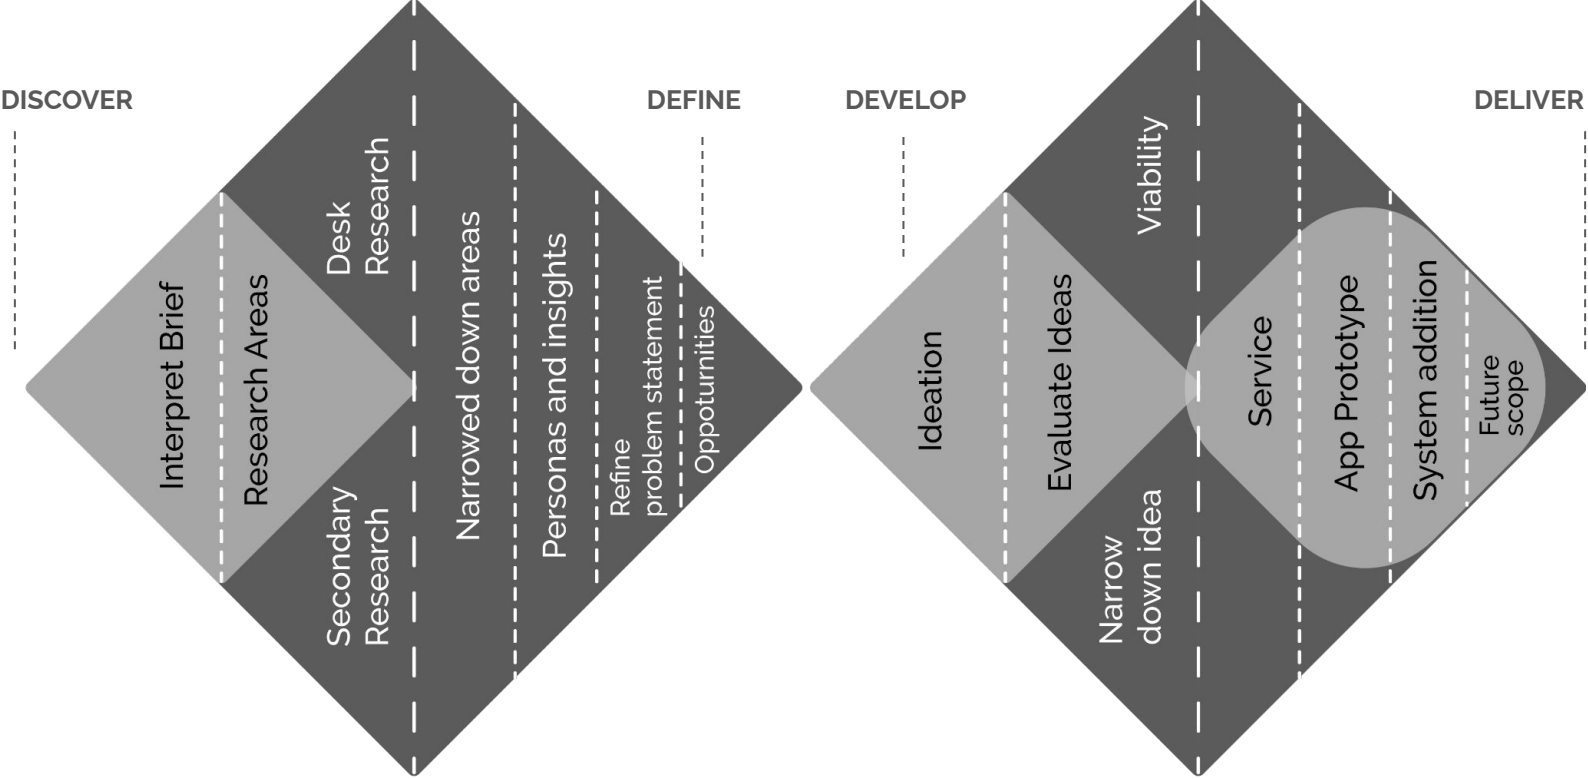 DISCOVER
DEFINE
DEVELOP
DELIVER
Interpret Brief
Research Areas
Desk
Research
Secondary
Research
Narrowed down areas
Personas and insights
Refine
problem statement
Oppoturnities
Ideation
Evaluate Ideas
Viability
Narrow
down idea
Service
App Prototype
System addition
Future
scope